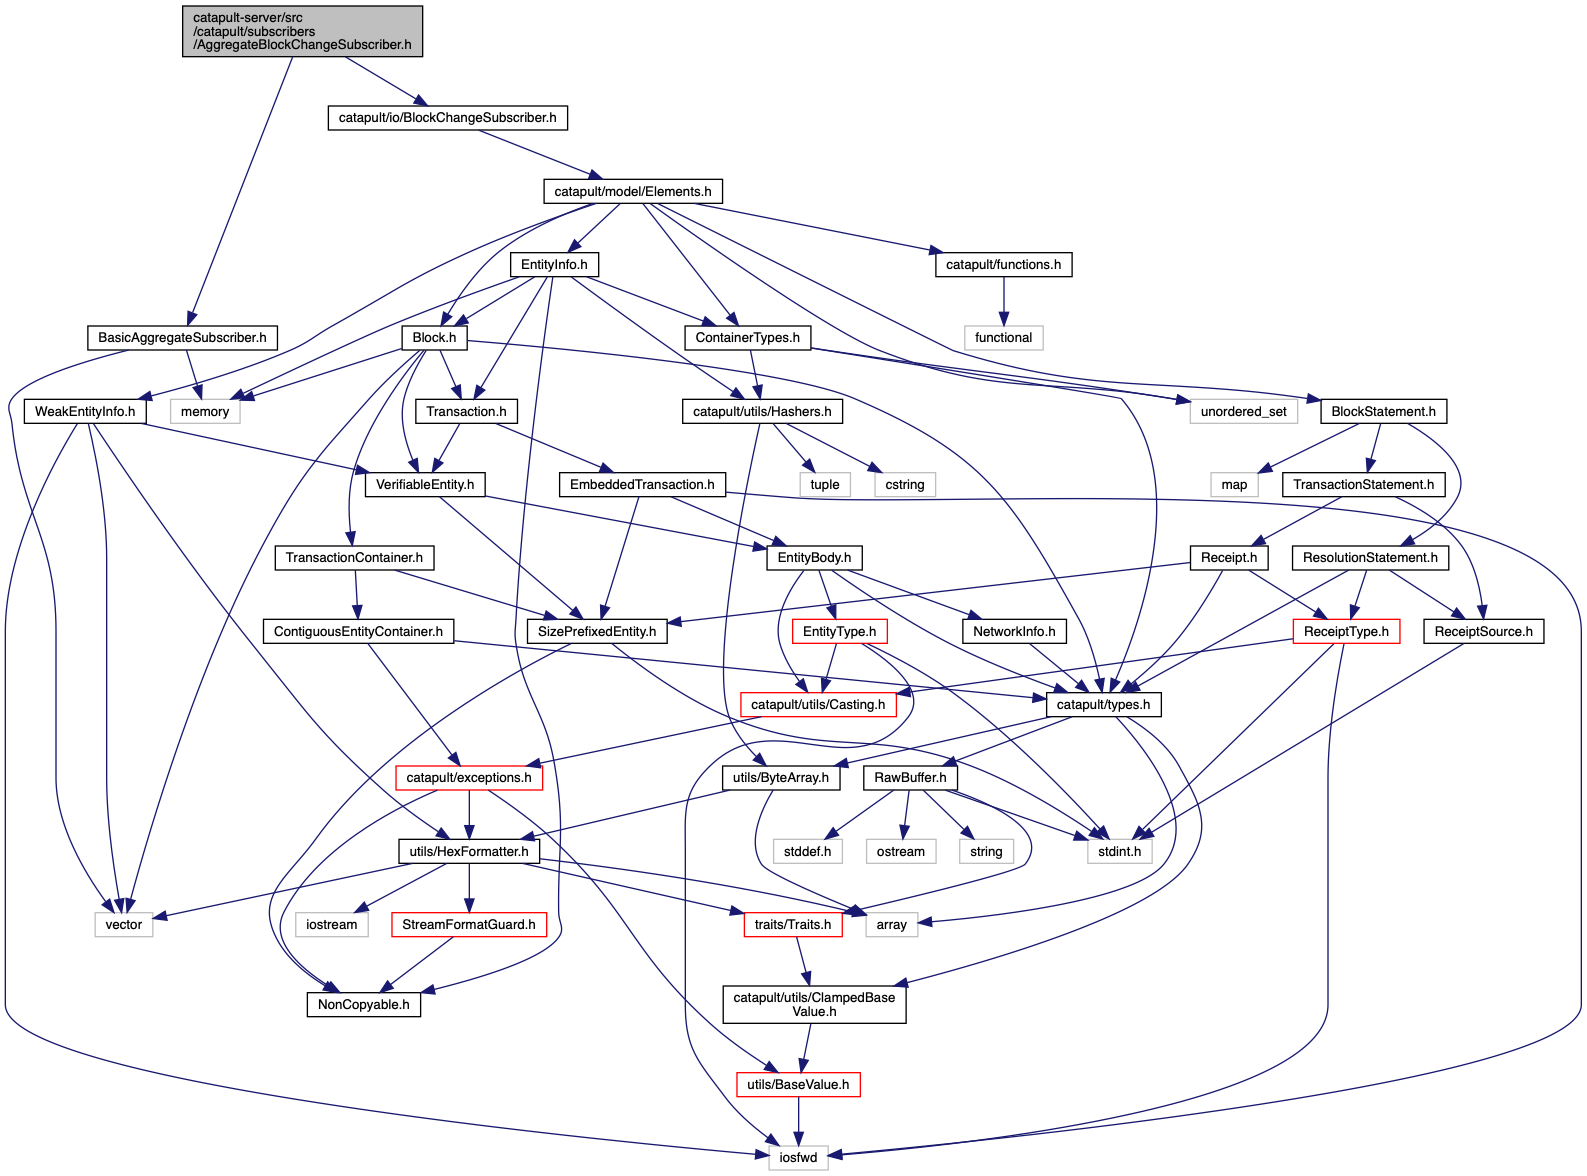 catapult-server/src
/catapult/subscribers
/AggregateBlockChangeSubscriber.h
catapult/io/BlockChangeSubscriber.h
catapult/model/Elements.h
EntityInfo.h
catapult/functions.h
BasicAggregateSubscriber.h
Block.h
ContainerTypes.h
functional
WeakEntityInfo.h
memory
Transaction.h
catapult/utils/Hashers.h
unordered_set
BlockStatement.h
VerifiableEntity.h
EmbeddedTransaction.h
tuple
cstring
map
TransactionStatement.h
TransactionContainer.h
EntityBody.h
Receipt.h
ResolutionStatement.h
ContiguousEntityContainer.h
SizePrefixedEntity.h
EntityType.h
NetworkInfo.h
ReceiptType.h
ReceiptSource.h
catapult/utils/Casting.h
catapult/types.h
catapult/exceptions.h
utils/ByteArray.h
RawBuffer.h
utils/HexFormatter.h
stddef.h
ostream
string
stdint.h
vector
iostream
StreamFormatGuard.h
traits/Traits.h
array
NonCopyable.h
catapult/utils/ClampedBase
Value.h
utils/BaseValue.h
iosfwd